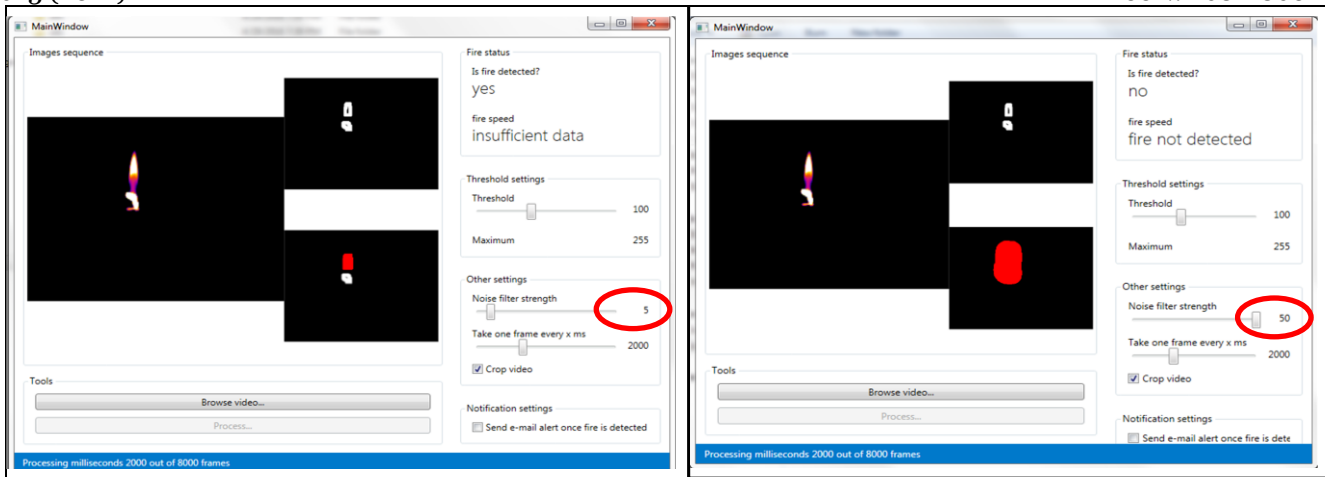 MainWindow
Images sequence
Fire status
Is fire detected?
yes
fire speed
insufficient data
Threshold settings
Threshold
100
Maximum
255
Other settings
Noise filter strength
5
Take one frame every x ms
2000
Crop video
Tools
Browse video...
Process...
Notification settings
Send e-mail alert once fire is detected
Processing milliseconds 2000 out of 8000 frames
MainWindow
Images sequence
Fire status
Is fire detected?
no
fire speed
fire not detected
Threshold settings
Threshold
100
Maximum
255
Other settings
Noise filter strength
50
Take one frame every x ms
2000
Crop video
Tools
Browse video...
Process...
Notification settings
Send e-mail alert once fire is dete
Processing milliseconds 2000 out of 8000 frames